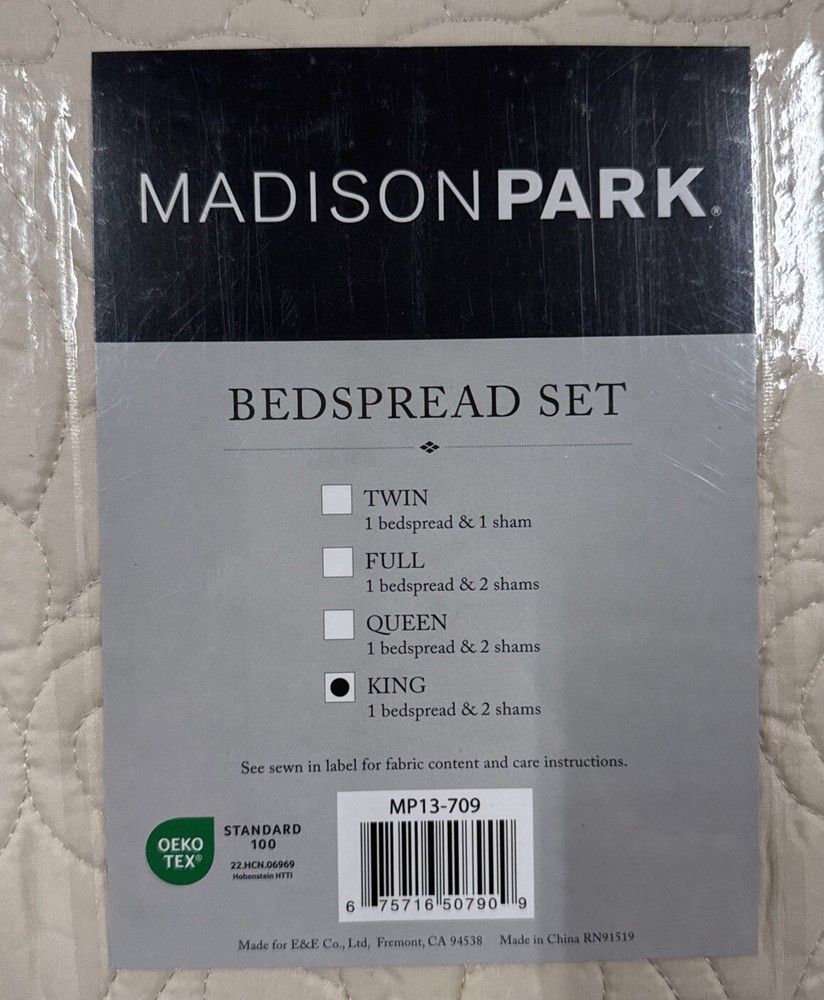 MADISONPARK®
BEDSPREAD SET
TWIN
1 bedspread & 1 sham
FULL
1 bedspread & 2 shams
QUEEN
1 bedspread & 2 shams
KING
1 bedspread & 2 shams
See sewn in label for fabric content and care instructions.
OEKO
TEX®
STANDARD
100
22.HCN.06969
Hohenstein HTTI
MP13-709
6 75716 50790 9
Made for E&E Co., Ltd, Fremont, CA 94538 Made in China RN91519